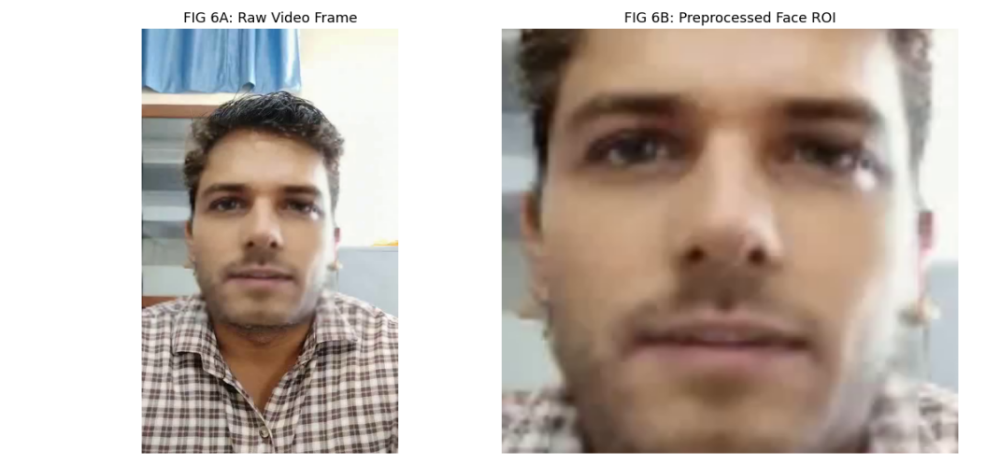 FIG 6A: Raw Video Frame
FIG 6B: Preprocessed Face ROI